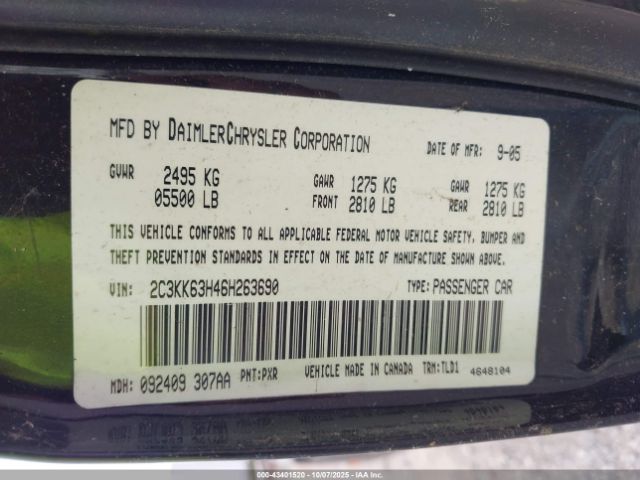 MFD BY DAIMLERCHRYSLER CORPORATION DATE OF MFR: 9-05
GVWR 2495 KG GAWR 1275 KG GAWR 1275 KG
05500 LB FRONT 2810 LB REAR 2810 LB
THIS VEHICLE CONFORMS TO ALL APPLICABLE FEDERAL MOTOR VEHICLE SAFETY, BUMPER AND
THEFT PREVENTION STANDARDS IN EFFECT ON THE DATE OF MANUFACTURE SHOWN ABOVE.
VIN: 2C3KK63H46H263690 TYPE: PASSENGER CAR
MDH: 092409 307AA PNT: PXR VEHICLE MADE IN CANADA TRM: TLD1 4648104
000-43401520 - 10/07/2025 - IAAI.COM